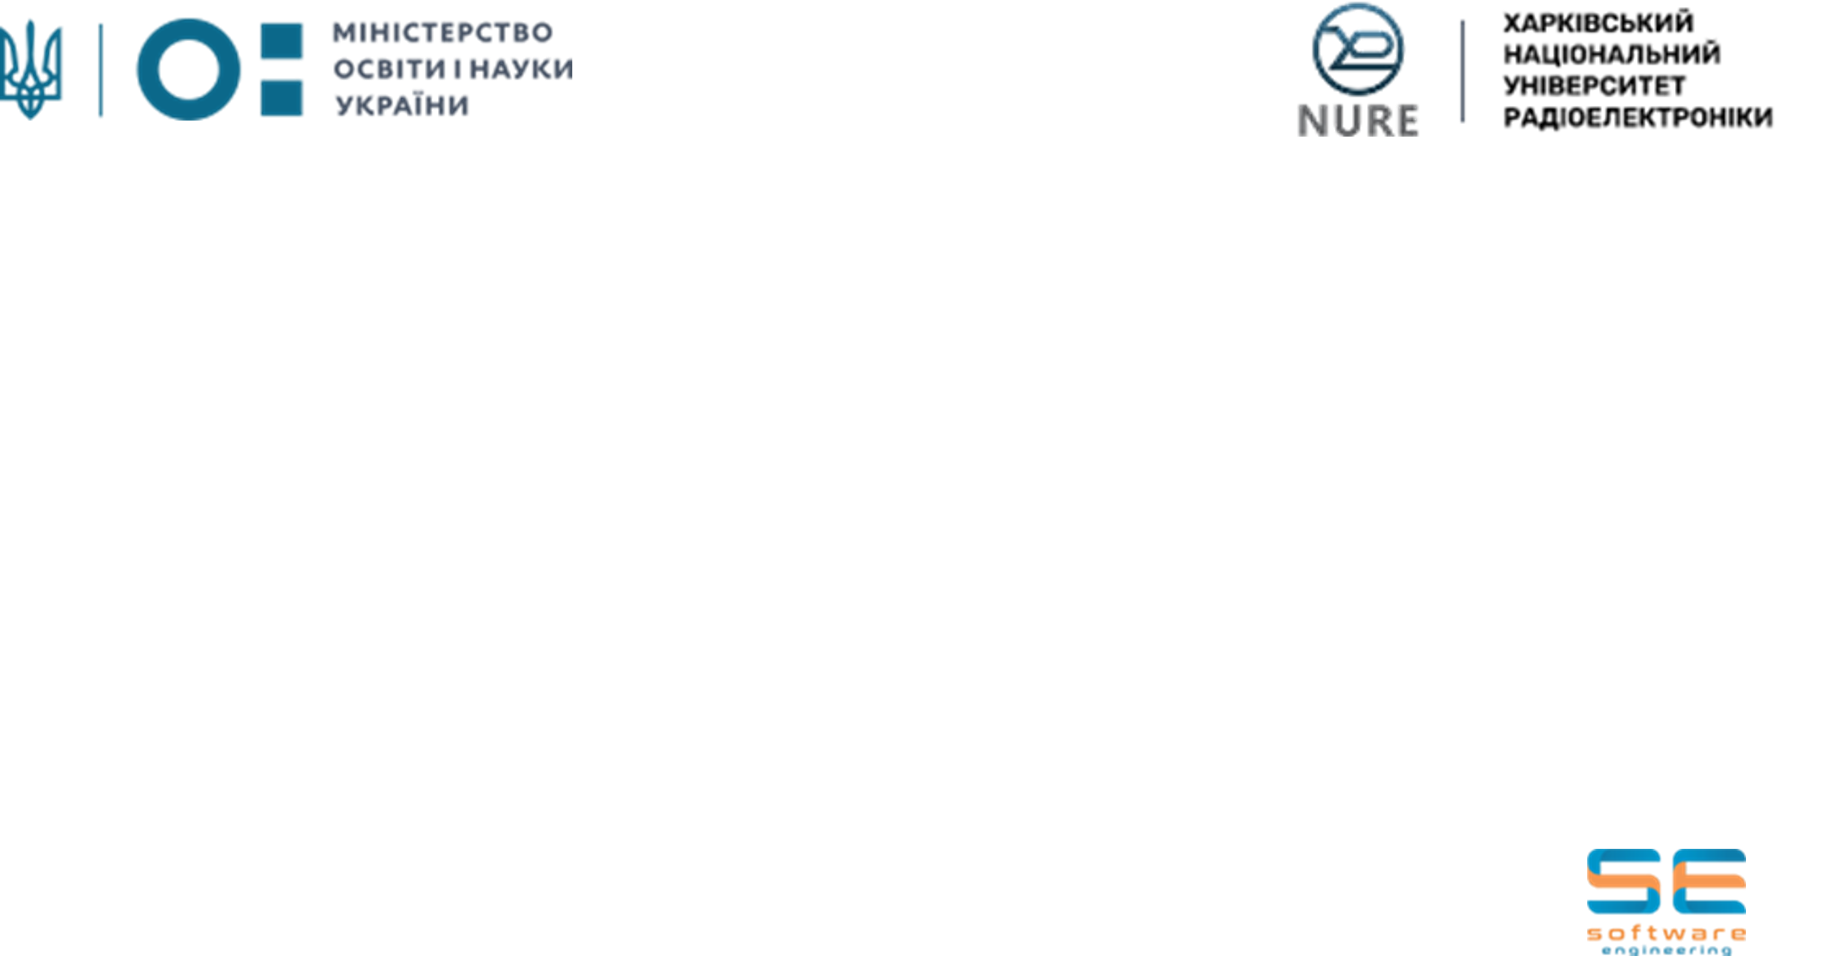 МІНІСТЕРСТВО
ОСВІТИ І НАУКИ
УКРАЇНИ
NURE
ХАРКІВСЬКИЙ
НАЦІОНАЛЬНИЙ
УНІВЕРСИТЕТ
РАДІОЕЛЕКТРОНІКИ
SE
software
engineering